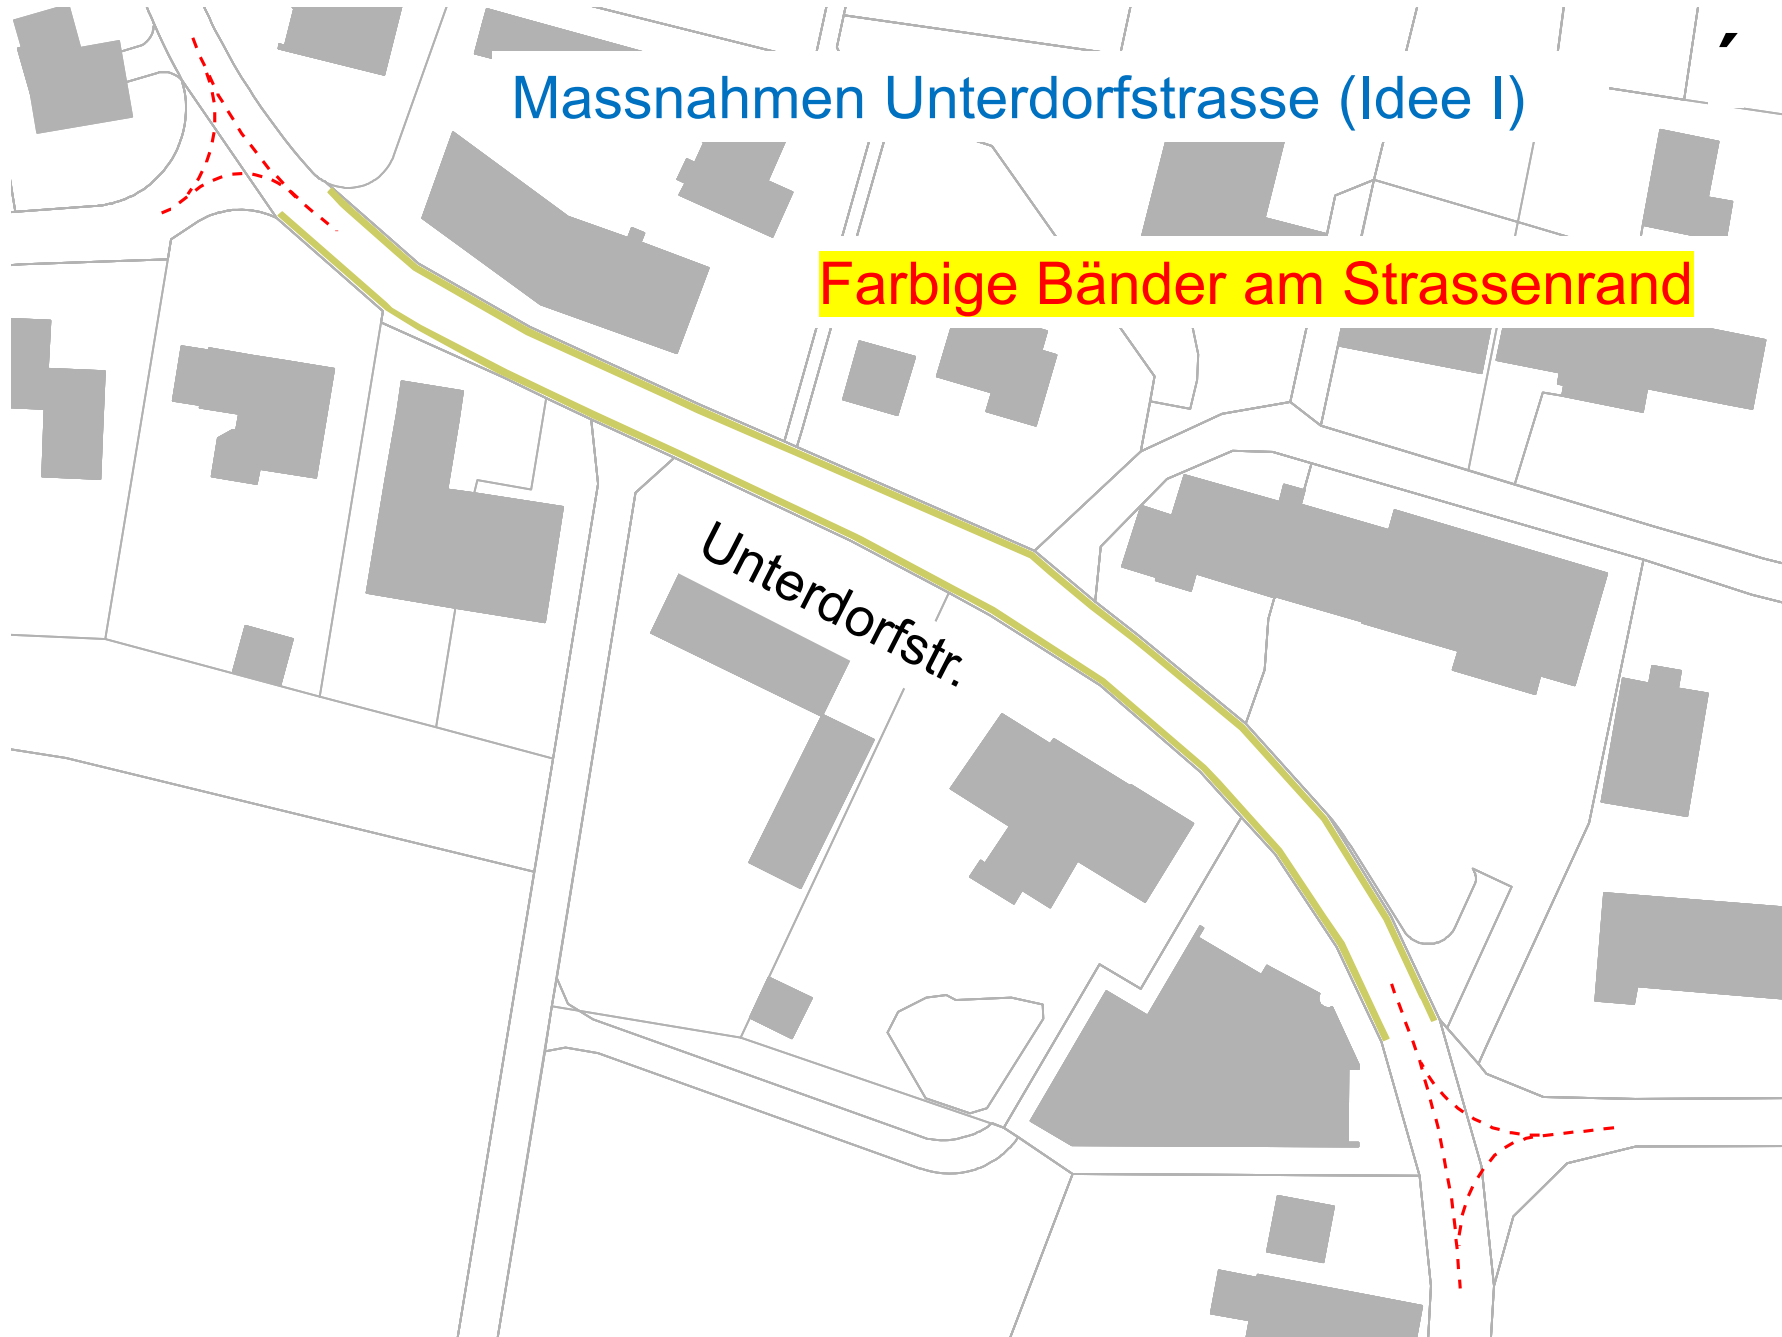 Massnahmen Unterdorfstrasse (Idee I)
Farbige Bänder am Strassenrand
Unterdorfstr.